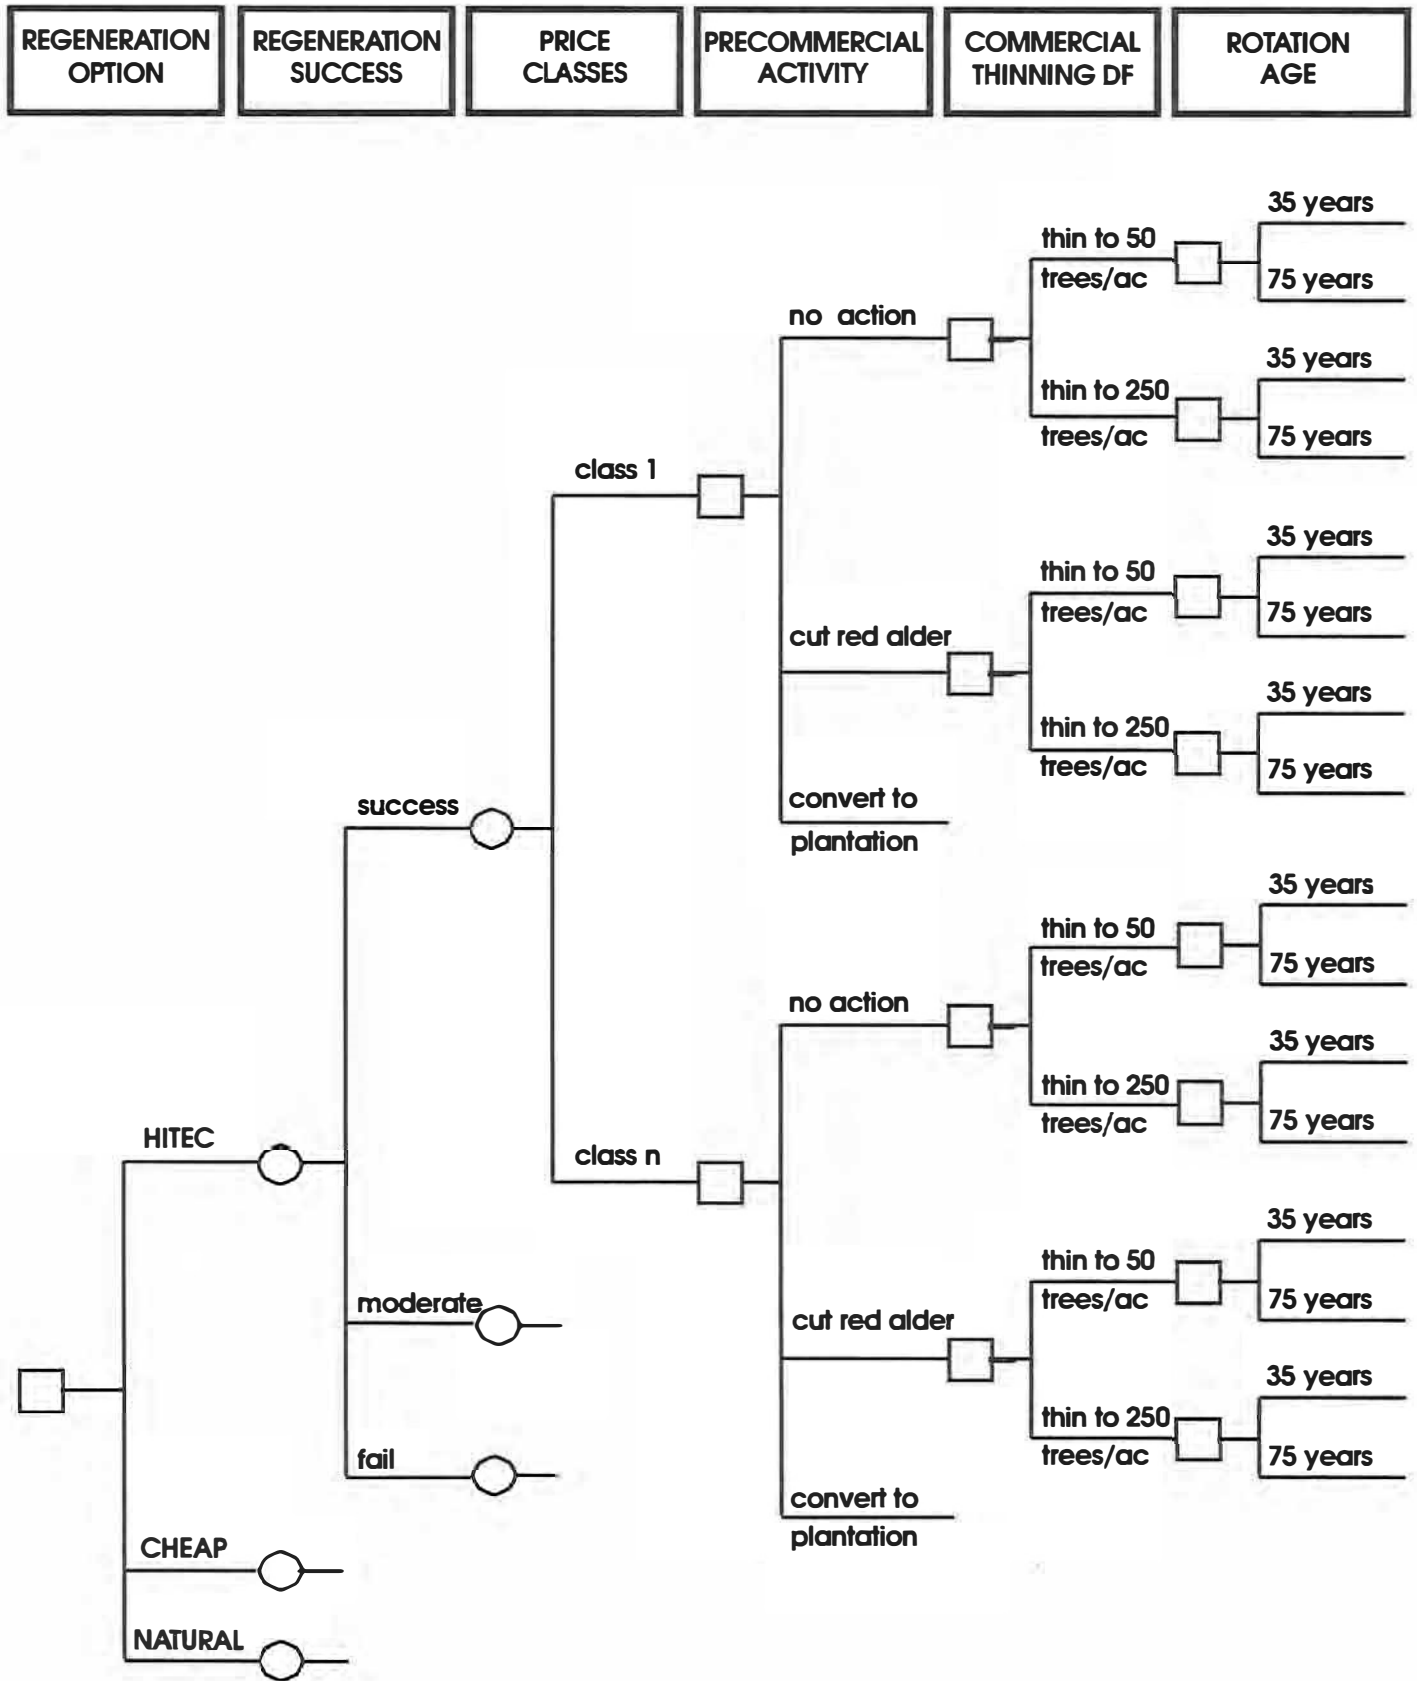 REGENERATION
OPTION
REGENERATION
SUCCESS
PRICE
CLASSES
PRECOMMERCIAL
ACTIVITY
COMMERCIAL
THINNING DF
ROTATION
AGE
35 years
thin to 50
trees/ac
75 years
no action
35 years
thin to 250
trees/ac
75 years
class 1
35 years
thin to 50
trees/ac
75 years
cut red alder
35 years
thin to 250
trees/ac
75 years
convert to
plantation
success
35 years
thin to 50
trees/ac
75 years
no action
35 years
thin to 250
trees/ac
75 years
HITEC
class n
35 years
thin to 50
trees/ac
75 years
moderate
cut red alder
35 years
thin to 250
trees/ac
75 years
fail
convert to
plantation
CHEAP
NATURAL